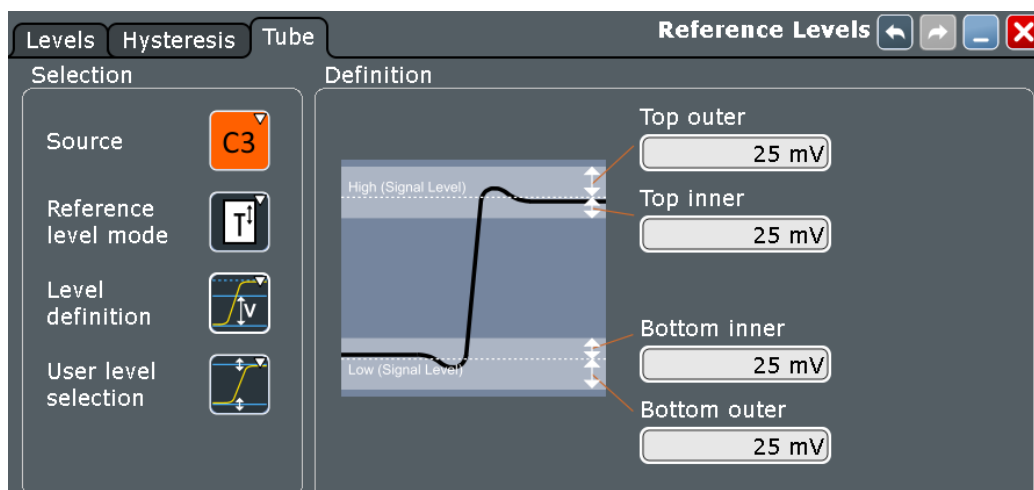 Levels
Hysteresis
Tube
Reference Levels
Selection
Source
C3
Reference
level mode
T
Level
definition
V
User level
selection
Definition
High (Signal Level)
Low (Signal Level)
Top outer
25 mV
Top inner
25 mV
Bottom inner
25 mV
Bottom outer
25 mV